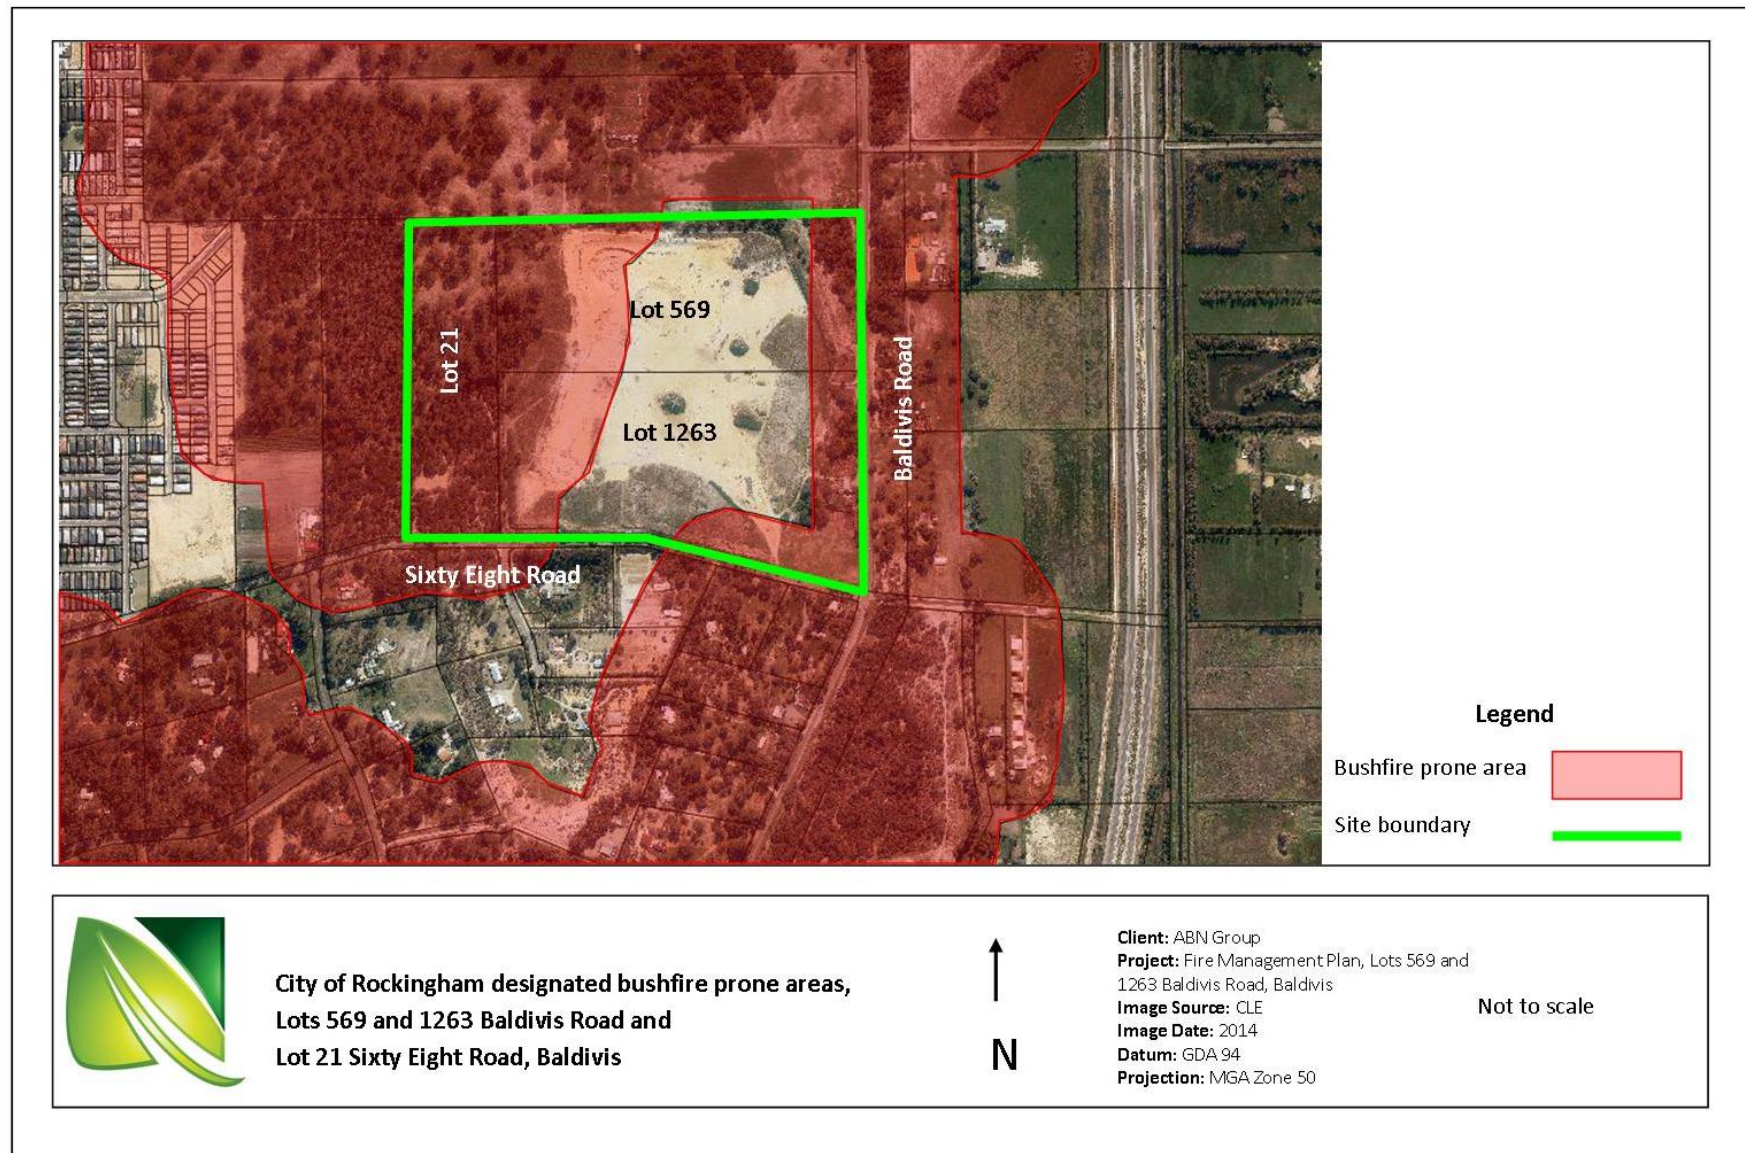 Lot 569
Lot 21
Lot 1263
Baldivis Road
Sixty Eight Road
Legend
Bushfire prone area
Site boundary
City of Rockingham designated bushfire prone areas,
Lots 569 and 1263 Baldivis Road and
Lot 21 Sixty Eight Road, Baldivis
N
Client: ABN Group
Project: Fire Management Plan, Lots 569 and
1263 Baldivis Road, Baldivis
Image Source: CLE
Image Date: 2014
Datum: GDA 94
Projection: MGA Zone 50
Not to scale